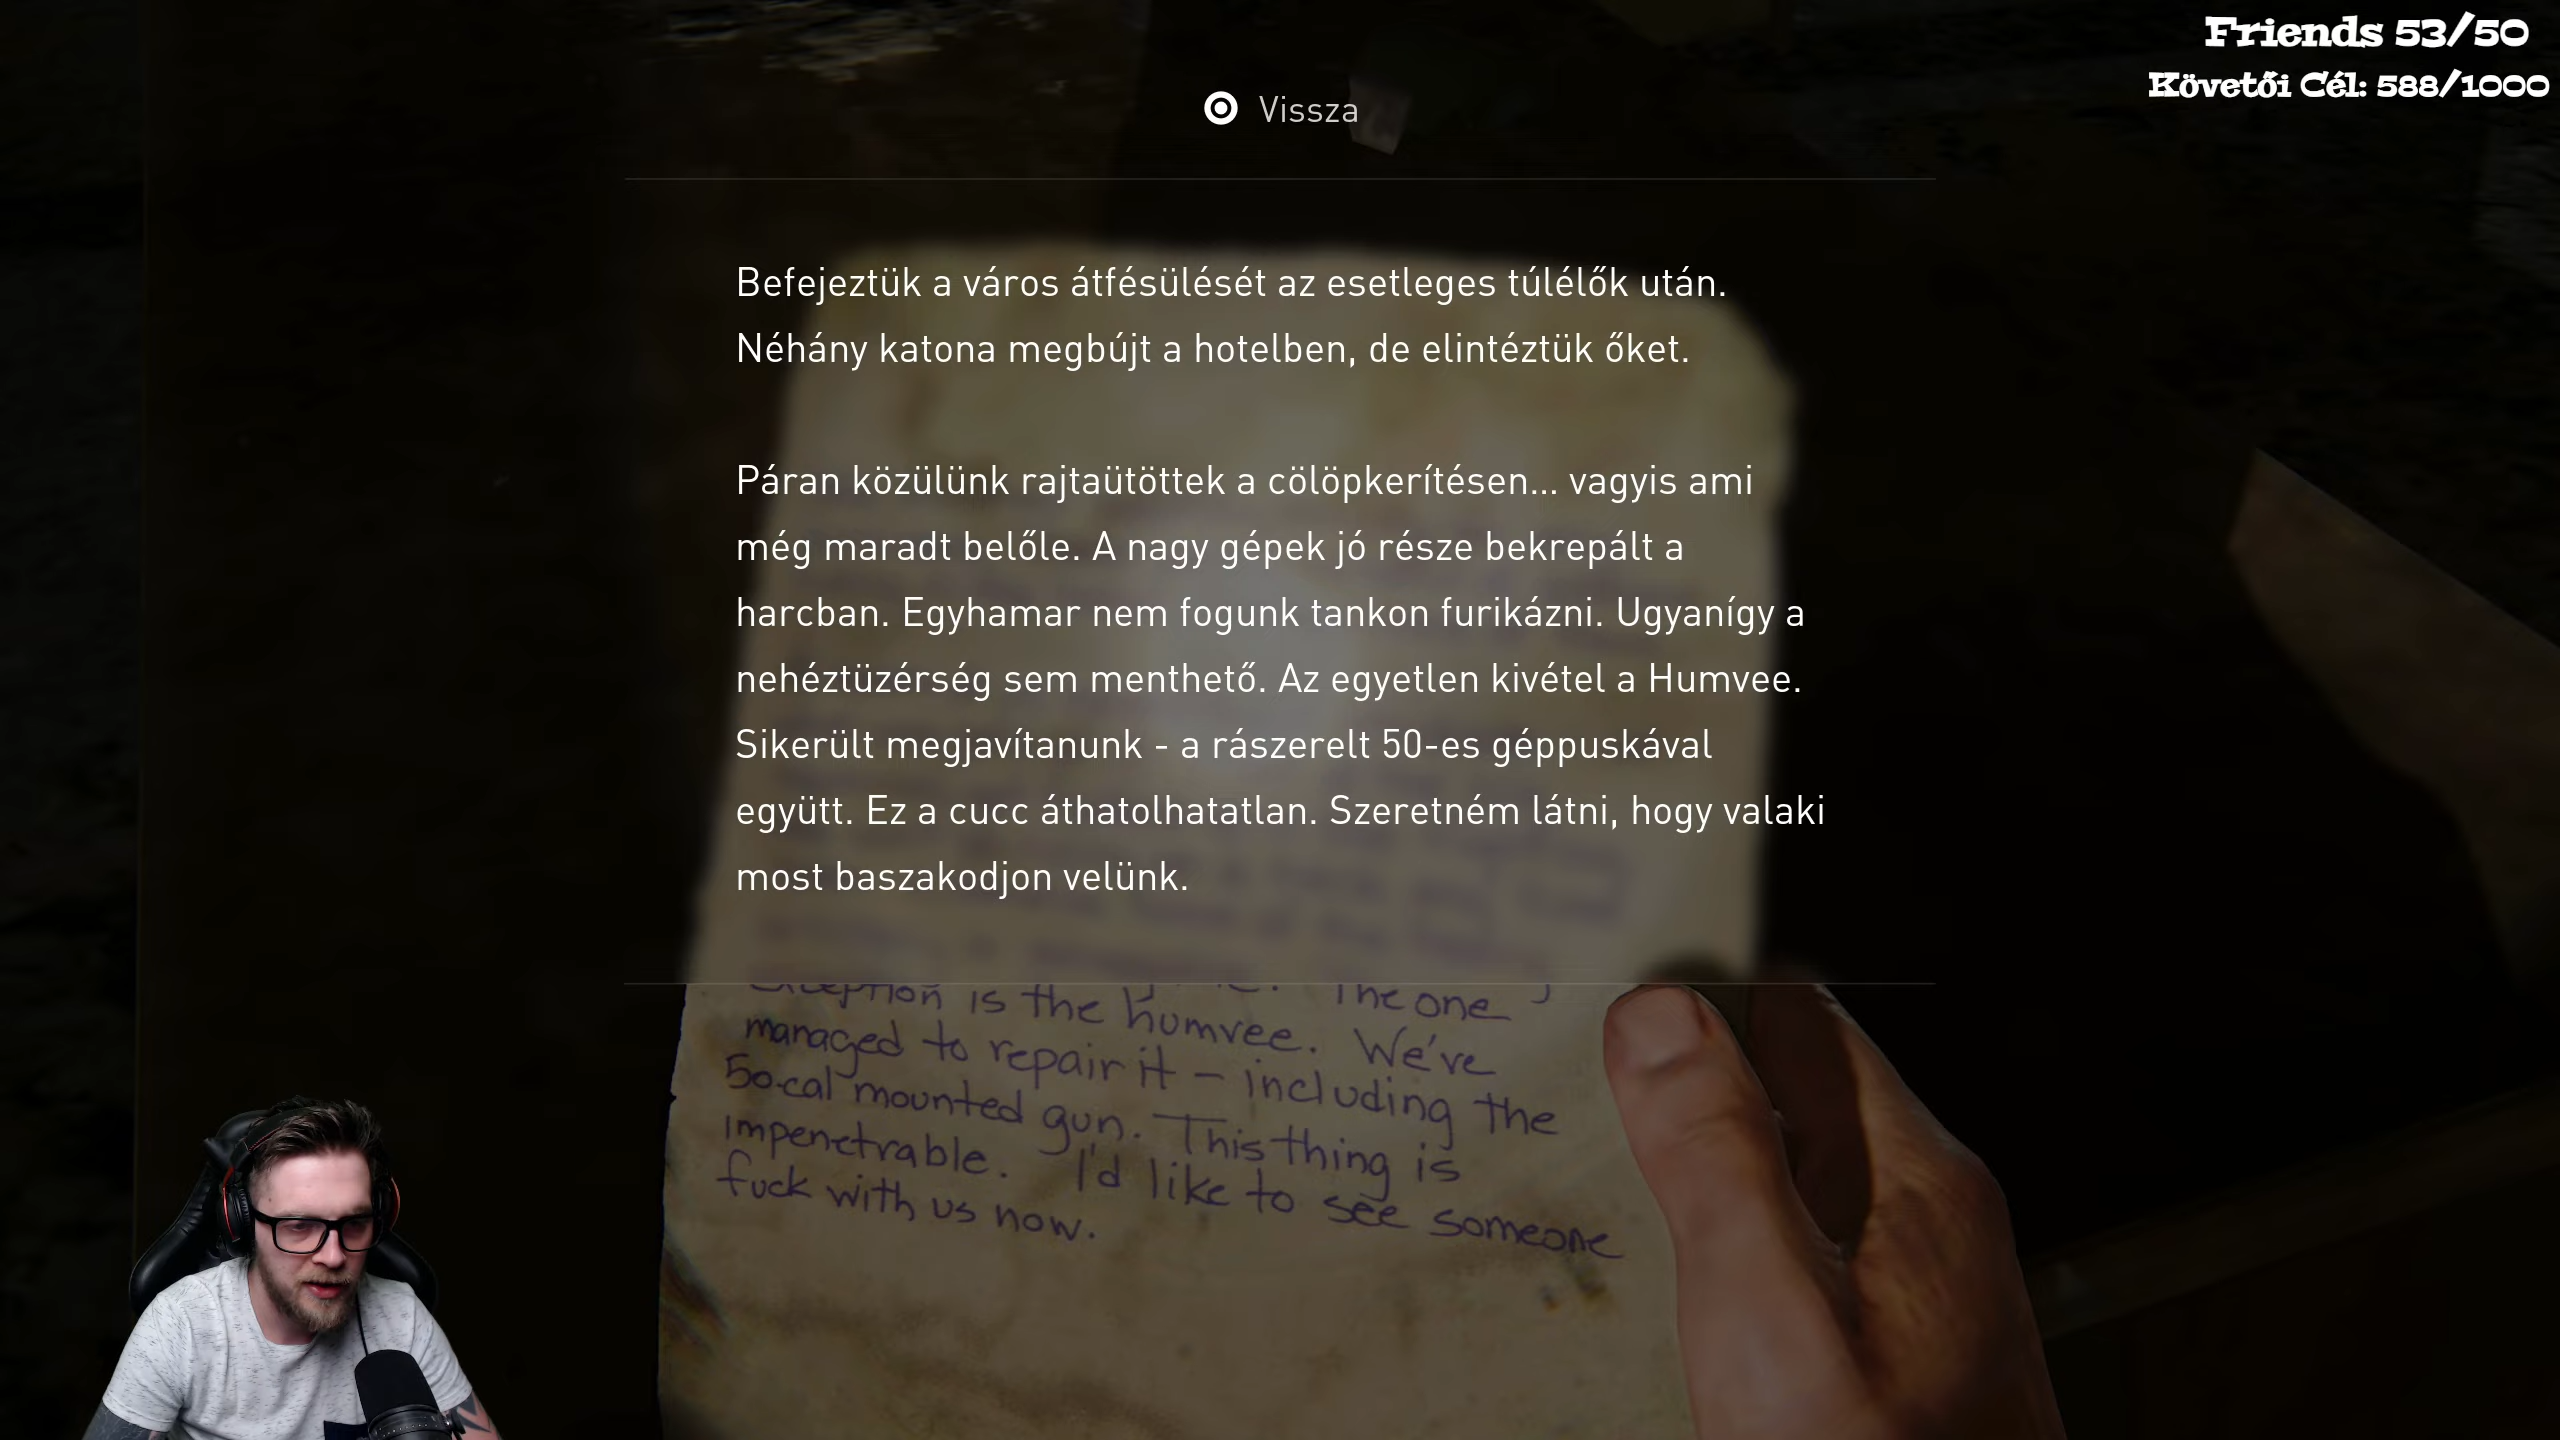 Friends 53/50
Követői Cél: 588/1000
Vissza
Befejeztük a város átfésülését az esetleges túlélők után.
Néhány katona megbújt a hotelben, de elintéztük őket.
Páran közülünk rajtaütöttek a cölöpkerítésen... vagyis ami
még maradt belőle. A nagy gépek jó része bekrepált a
harcban. Egyhamar nem fogunk tankon furikázni. Ugyanígy a
nehéztüzérség sem menthető. Az egyetlen kivétel a Humvee.
Sikerült megjavítanunk - a rászerelt 50-es géppuskával
együtt. Ez a cucc áthatolhatatlan. Szeretném látni, hogy valaki
most baszakodjon velünk.
The one
exception is the humvee. We've
managed to repair it – including the
50-cal mounted gun. This thing is
impenetrable. I'd like to see someone
fuck with us now.